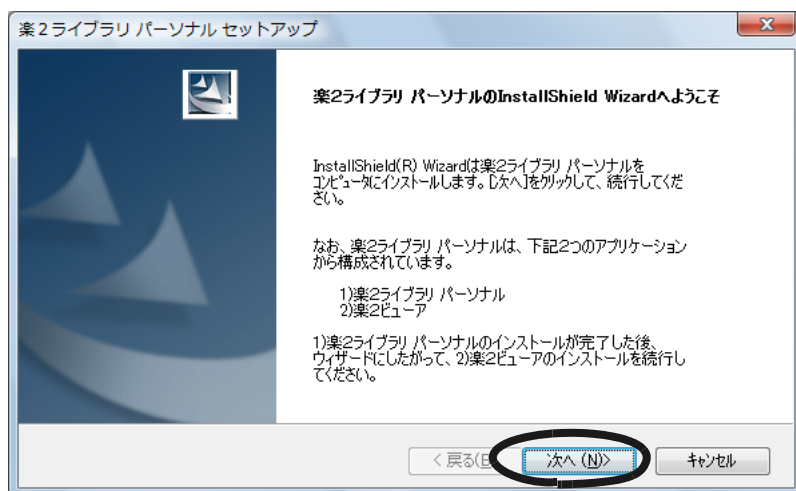 楽2ライブラリ パーソナル セットアップ
楽2ライブラリ パーソナルのInstallShield Wizardへようこそ
InstallShield(R) Wizardは楽2ライブラリ パーソナルを
コンピュータにインストールします。[次へ]をクリックして、続行してくだ
さい。
なお、楽2ライブラリ パーソナルは、下記2つのアプリケーション
から構成されています。
1)楽2ライブラリ パーソナル
2)楽2ビューア
1)楽2ライブラリ パーソナルのインストールが完了した後、
ウィザードにしたがって、2)楽2ビューアのインストールを続行し
てください。
< 戻る(B 次へ (N)> キャンセル